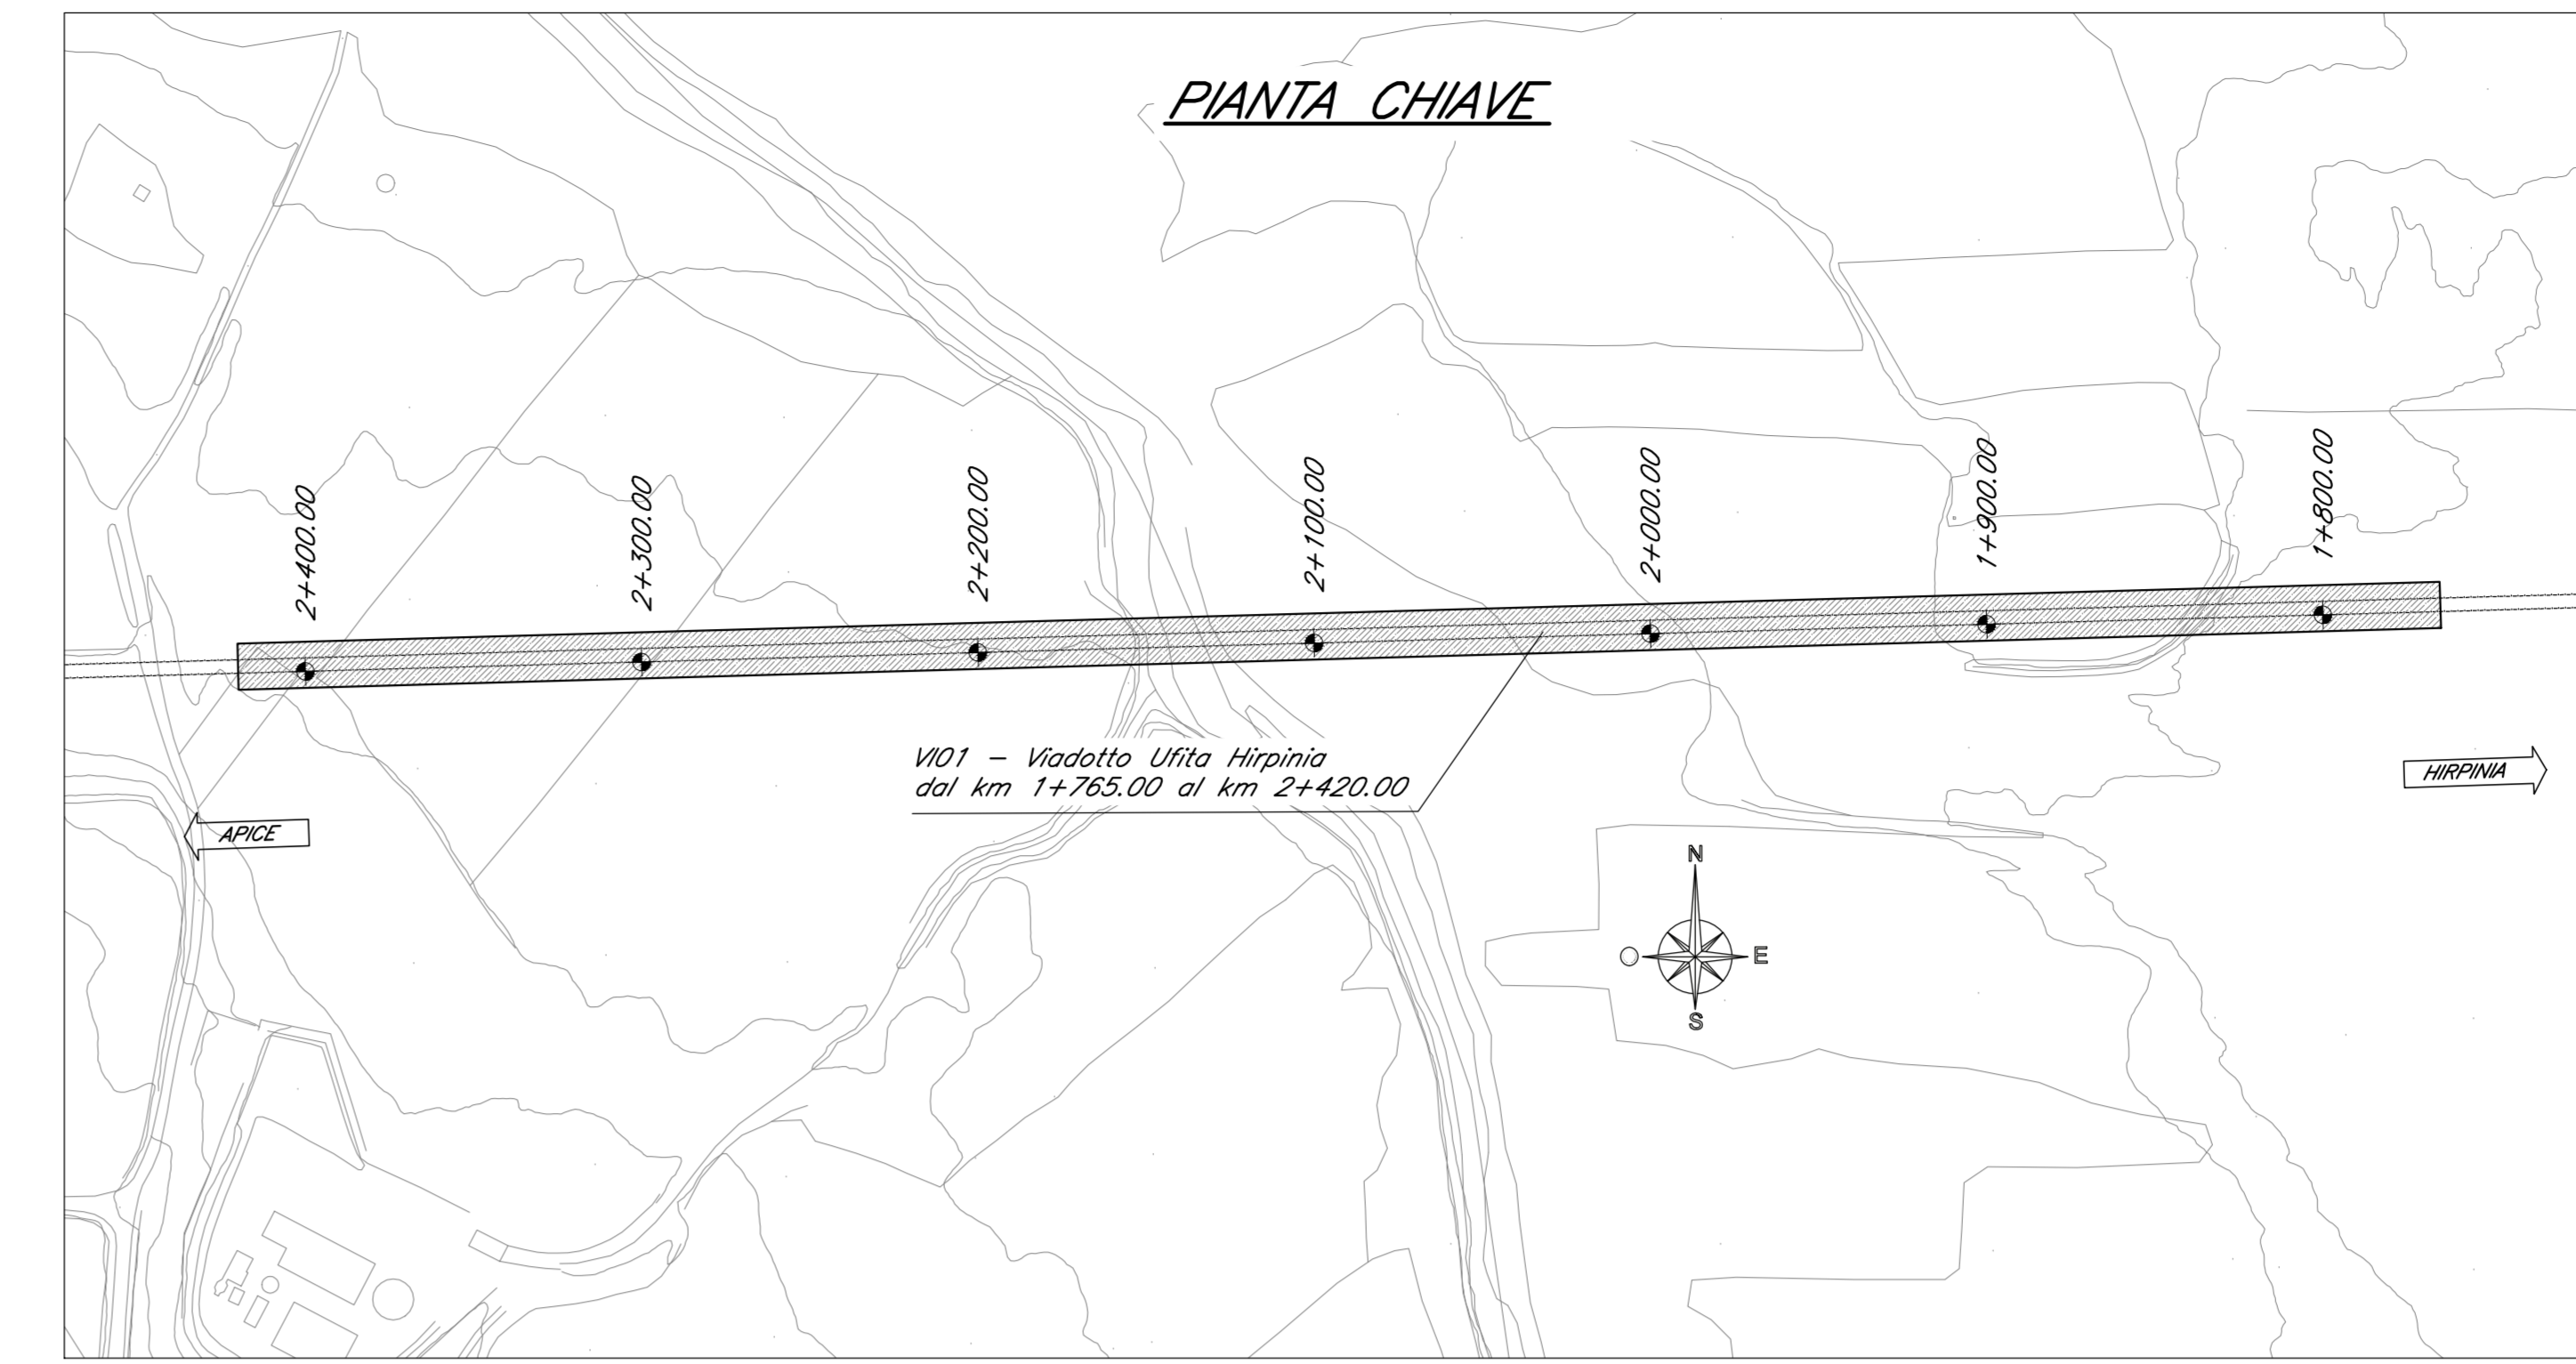 PIANTA CHIAVE
2+400.00
2+300.00
2+200.00
2+100.00
2+000.00
1+900.00
1+800.00
VI01 – Viadotto Ufita Hirpinia
dal km 1+765.00 al km 2+420.00
HIRPINIA
APICE
N
E
S